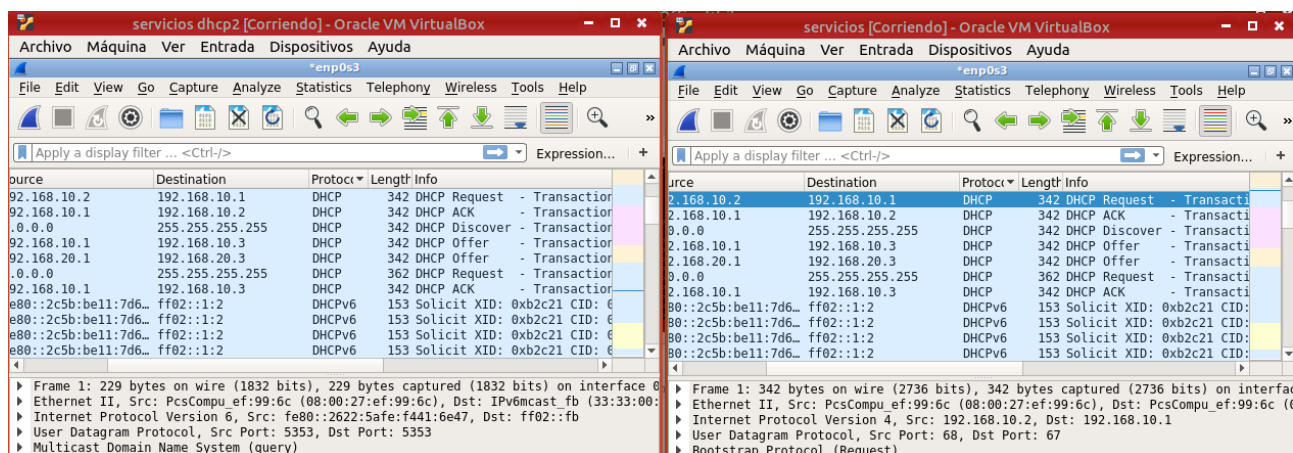 servicios dhcp2 [Corriendo] - Oracle VM VirtualBox
Archivo Máquina Ver Entrada Dispositivos Ayuda
*enp0s3
File Edit View Go Capture Analyze Statistics Telephony Wireless Tools Help
Apply a display filter ... <Ctrl-/> Expression... +
ource Destination Protocc Length Info
92.168.10.2 192.168.10.1 DHCP 342 DHCP Request - Transaction
92.168.10.1 192.168.10.2 DHCP 342 DHCP ACK - Transaction
.0.0.0 255.255.255.255 DHCP 342 DHCP Discover - Transaction
92.168.10.1 192.168.10.3 DHCP 342 DHCP Offer - Transaction
92.168.20.1 192.168.20.3 DHCP 342 DHCP Offer - Transaction
.0.0.0 255.255.255.255 DHCP 362 DHCP Request - Transaction
92.168.10.1 192.168.10.3 DHCP 342 DHCP ACK - Transaction
e80::2c5b:be11:7d6… ff02::1:2 DHCPv6 153 Solicit XID: 0xb2c21 CID: 0
e80::2c5b:be11:7d6… ff02::1:2 DHCPv6 153 Solicit XID: 0xb2c21 CID: 0
e80::2c5b:be11:7d6… ff02::1:2 DHCPv6 153 Solicit XID: 0xb2c21 CID: 0
e80::2c5b:be11:7d6… ff02::1:2 DHCPv6 153 Solicit XID: 0xb2c21 CID: 0
Frame 1: 229 bytes on wire (1832 bits), 229 bytes captured (1832 bits) on interface 0
Ethernet II, Src: PcsCompu_ef:99:6c (08:00:27:ef:99:6c), Dst: IPv6mcast_fb (33:33:00:
Internet Protocol Version 6, Src: fe80::2622:5afe:f441:6e47, Dst: ff02::fb
User Datagram Protocol, Src Port: 5353, Dst Port: 5353
Multicast Domain Name System (query)
servicios [Corriendo] - Oracle VM VirtualBox
Archivo Máquina Ver Entrada Dispositivos Ayuda
*enp0s3
File Edit View Go Capture Analyze Statistics Telephony Wireless Tools Help
Apply a display filter ... <Ctrl-/> Expression... +
urce Destination Protocc Length Info
2.168.10.2 192.168.10.1 DHCP 342 DHCP Request - Transacti
2.168.10.1 192.168.10.2 DHCP 342 DHCP ACK - Transacti
0.0.0 255.255.255.255 DHCP 342 DHCP Discover - Transacti
2.168.10.1 192.168.10.3 DHCP 342 DHCP Offer - Transacti
2.168.20.1 192.168.20.3 DHCP 342 DHCP Offer - Transacti
0.0.0 255.255.255.255 DHCP 362 DHCP Request - Transacti
2.168.10.1 192.168.10.3 DHCP 342 DHCP ACK - Transacti
80::2c5b:be11:7d6… ff02::1:2 DHCPv6 153 Solicit XID: 0xb2c21 CID:
80::2c5b:be11:7d6… ff02::1:2 DHCPv6 153 Solicit XID: 0xb2c21 CID:
80::2c5b:be11:7d6… ff02::1:2 DHCPv6 153 Solicit XID: 0xb2c21 CID:
80::2c5b:be11:7d6… ff02::1:2 DHCPv6 153 Solicit XID: 0xb2c21 CID:
Frame 1: 342 bytes on wire (2736 bits), 342 bytes captured (2736 bits) on interfac
Ethernet II, Src: PcsCompu_ef:99:6c (08:00:27:ef:99:6c), Dst: PcsCompu_ef:99:6c (0
Internet Protocol Version 4, Src: 192.168.10.2, Dst: 192.168.10.1
User Datagram Protocol, Src Port: 68, Dst Port: 67
Bootstrap Protocol (Request)